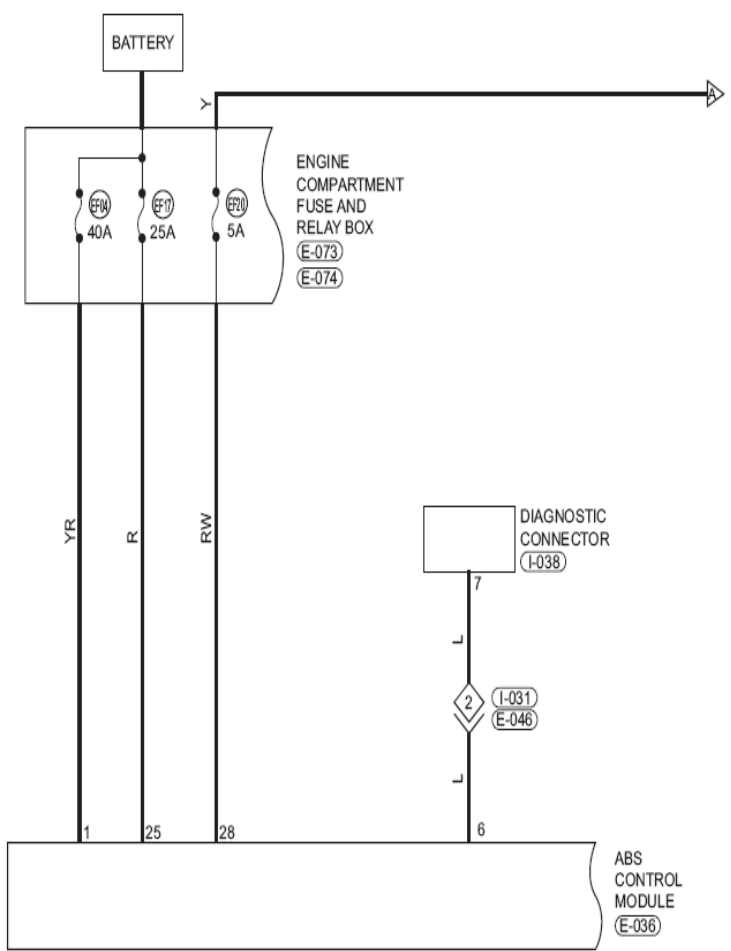 BATTERY
Y
A
ENGINE
COMPARTMENT
FUSE AND
RELAY BOX
E-073
E-074
EF04
40A
EF17
25A
EF20
5A
YR
R
RW
DIAGNOSTIC
CONNECTOR
I-038
7
L
2
I-031
E-046
L
1
25
28
6
ABS
CONTROL
MODULE
E-036